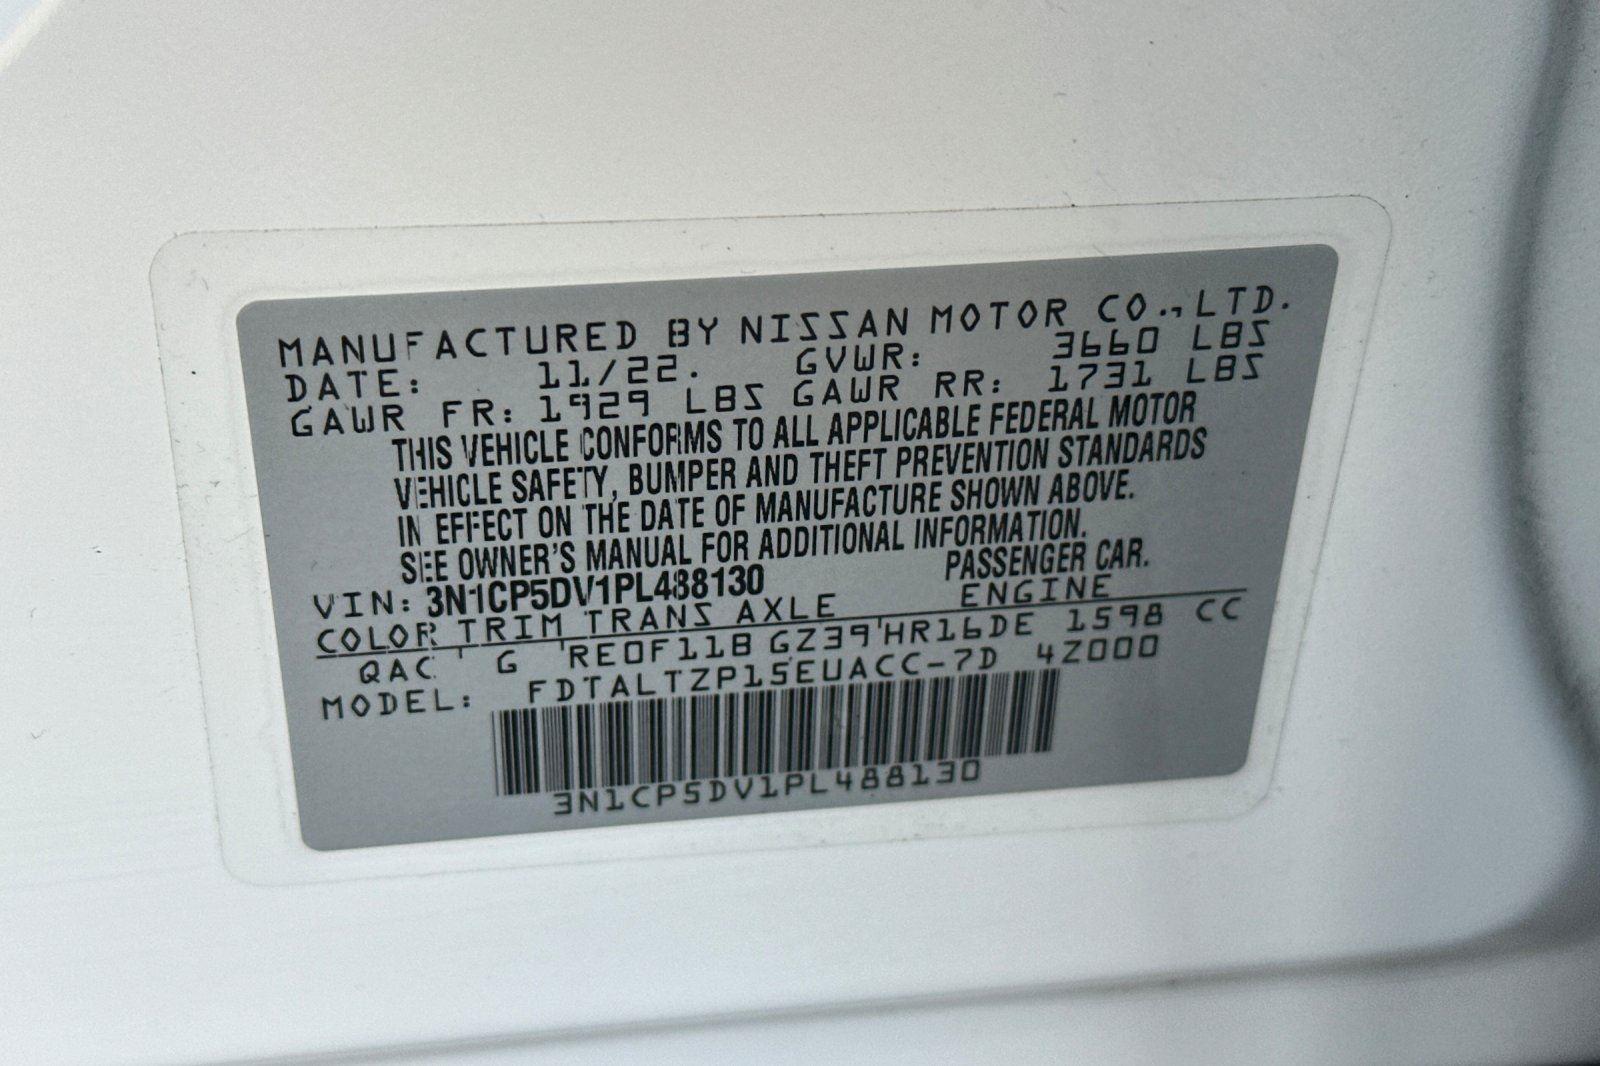 MANUFACTURED BY NISSAN MOTOR CO.,LTD.
DATE: 11/22. GVWR: 3660 LBS
GAWR FR: 1929 LBS GAWR RR: 1731 LBS
THIS VEHICLE CONFORMS TO ALL APPLICABLE FEDERAL MOTOR
VEHICLE SAFETY, BUMPER AND THEFT PREVENTION STANDARDS
IN EFFECT ON THE DATE OF MANUFACTURE SHOWN ABOVE.
SEE OWNER'S MANUAL FOR ADDITIONAL INFORMATION.
VIN: 3N1CP5DV1PL488130 PASSENGER CAR.
COLOR TRIM TRANS AXLE ENGINE
QAC G RE0F11B GZ39 HR16DE 1598 CC
MODEL: FDTALTZP15EUACC-7D 4Z000
3N1CP5DV1PL488130